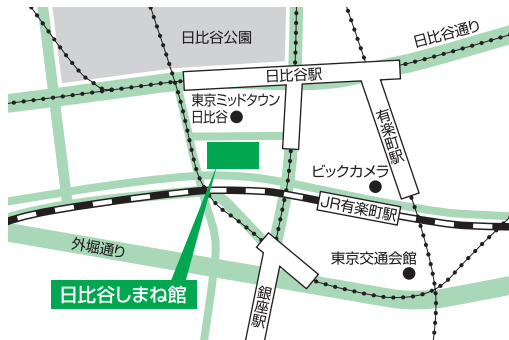 日比谷公園
日比谷通り
日比谷駅
東京ミッドタウン
日比谷
有楽町駅
ビックカメラ
JR有楽町駅
外堀通り
東京交通会館
日比谷しまね館
銀座駅